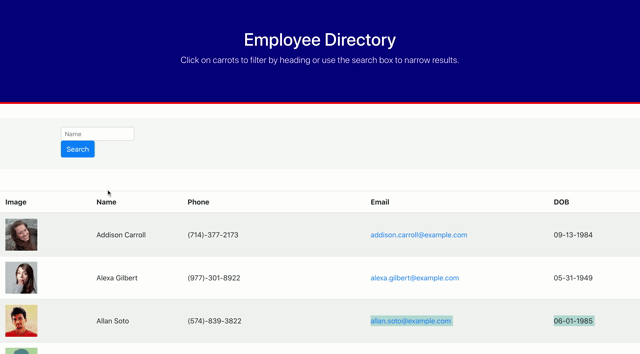 Employee Directory
Click on carrots to filter by heading or use the search box to narrow results.
Name
Search
Image Name Phone Email DOB
Addison Carroll (714)-377-2173 addison.carroll@example.com 09-13-1984
Alexa Gilbert (977)-301-8922 alexa.gilbert@example.com 05-31-1949
Allan Soto (574)-839-3822 allan.soto@example.com 06-01-1985